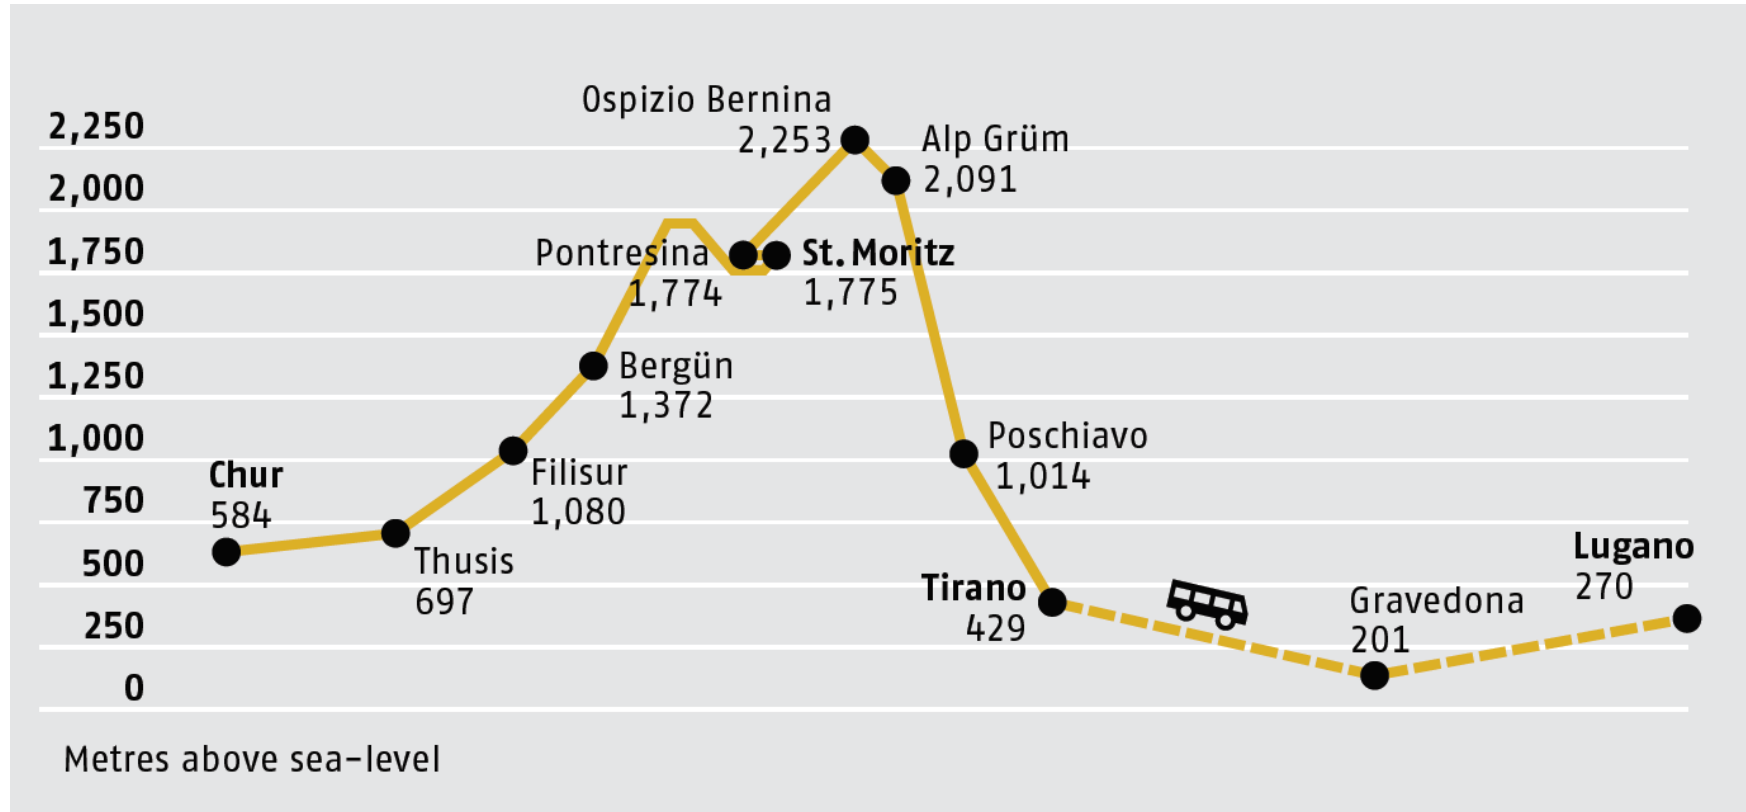 Ospizio Bernina
2,253
Alp Grüm
2,091
2,250
2,000
1,750
1,500
1,250
1,000
750
500
250
0
Pontresina
1,774
St. Moritz
1,775
Bergün
1,372
Chur
584
Filisur
1,080
Thusis
697
Poschiavo
1,014
Tirano
429
Gravedona
201
Lugano
270
Metres above sea-level